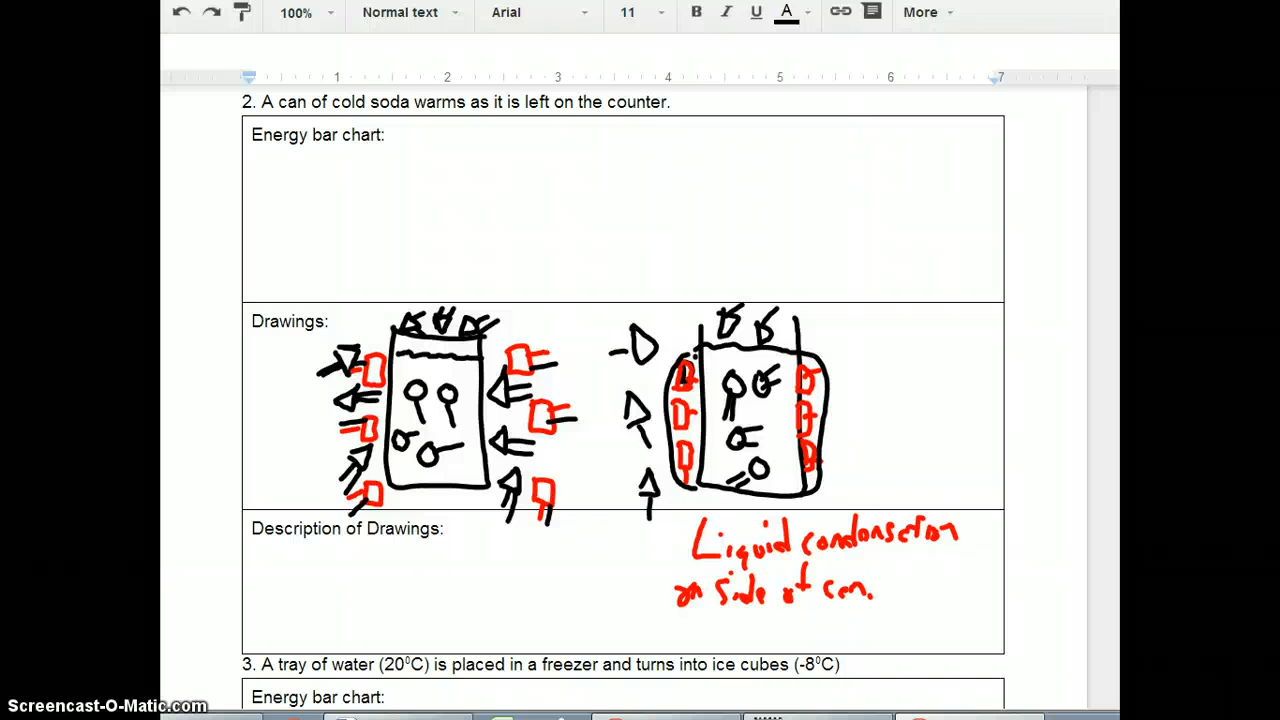 100% Normal text Arial 11 B I U A More
1 2 3 4 5 6 7
2. A can of cold soda warms as it is left on the counter.
Energy bar chart:
Drawings:
Description of Drawings:
Liquid condensation
on side of can.
3. A tray of water (20⁰C) is placed in a freezer and turns into ice cubes (-8⁰C)
Energy bar chart:
Screencast-O-Matic.com